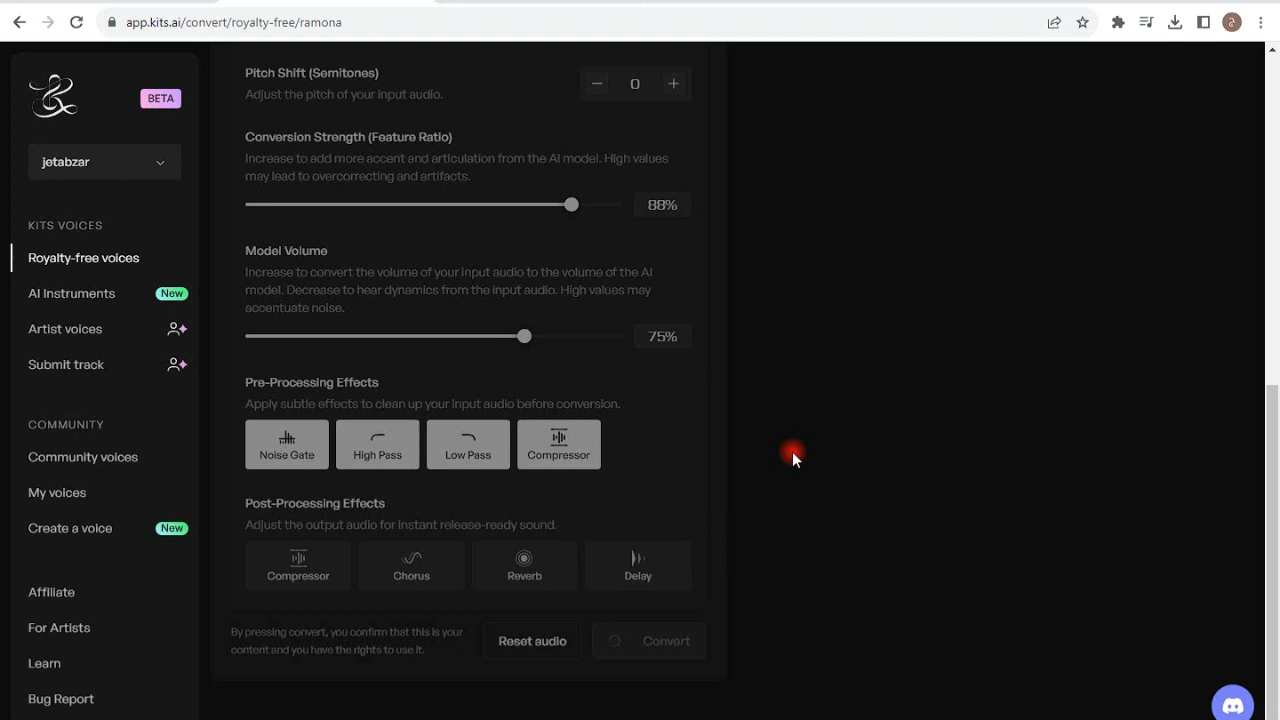 app.kits.ai/convert/royalty-free/ramona
BETA
jetabzar
KITS VOICES
Royalty-free voices
AI Instruments New
Artist voices
Submit track
COMMUNITY
Community voices
My voices
Create a voice New
Affiliate
For Artists
Learn
Bug Report
Pitch Shift (Semitones)
Adjust the pitch of your input audio.
0
Conversion Strength (Feature Ratio)
Increase to add more accent and articulation from the AI model. High values
may lead to overcorrecting and artifacts.
88%
Model Volume
Increase to convert the volume of your input audio to the volume of the AI
model. Decrease to hear dynamics from the input audio. High values may
accentuate noise.
75%
Pre-Processing Effects
Apply subtle effects to clean up your input audio before conversion.
Noise Gate High Pass Low Pass Compressor
Post-Processing Effects
Adjust the output audio for instant release-ready sound.
Compressor Chorus Reverb Delay
By pressing convert, you confirm that this is your
content and you have the rights to use it.
Reset audio Convert